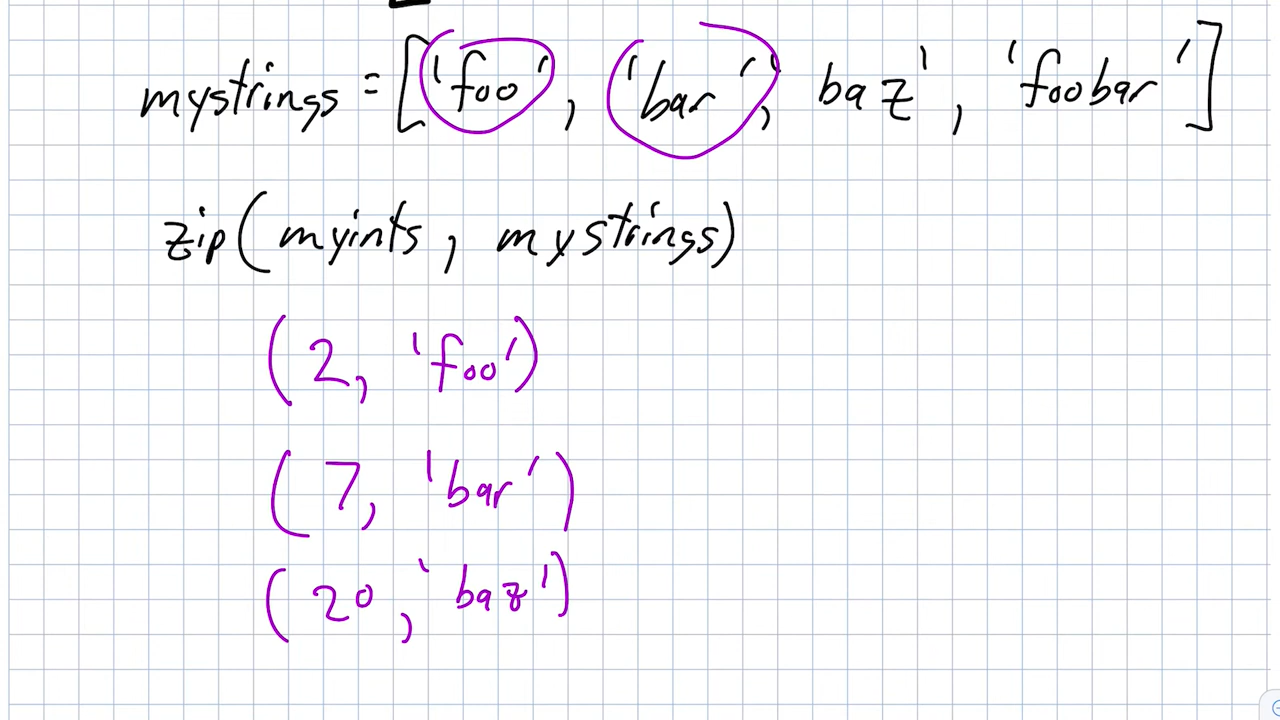 mystrings = ['foo', 'bar', baz', 'foobar']
zip(myints, mystrings)
(2, 'foo')
(7, 'bar')
(20, 'baz')